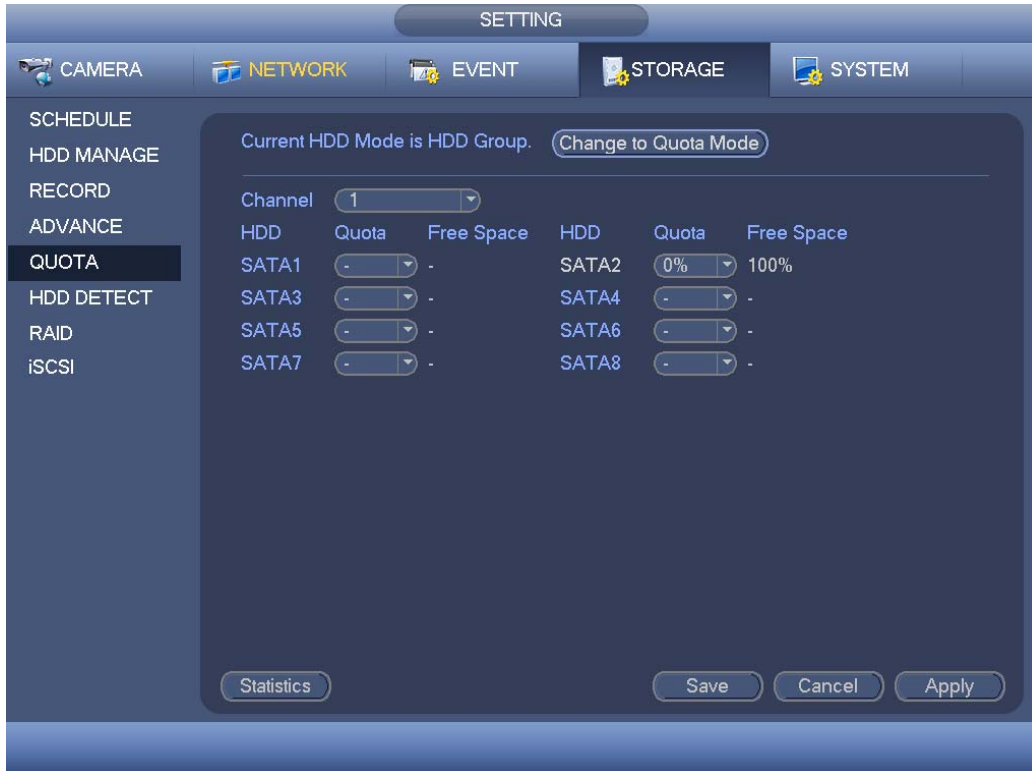 SETTING
CAMERA NETWORK EVENT STORAGE SYSTEM
SCHEDULE
HDD MANAGE
RECORD
ADVANCE
QUOTA
HDD DETECT
RAID
iSCSI
Current HDD Mode is HDD Group. Change to Quota Mode
Channel 1
HDD Quota Free Space HDD Quota Free Space
SATA1 - - SATA2 0% 100%
SATA3 - - SATA4 - -
SATA5 - - SATA6 - -
SATA7 - - SATA8 - -
Statistics Save Cancel Apply